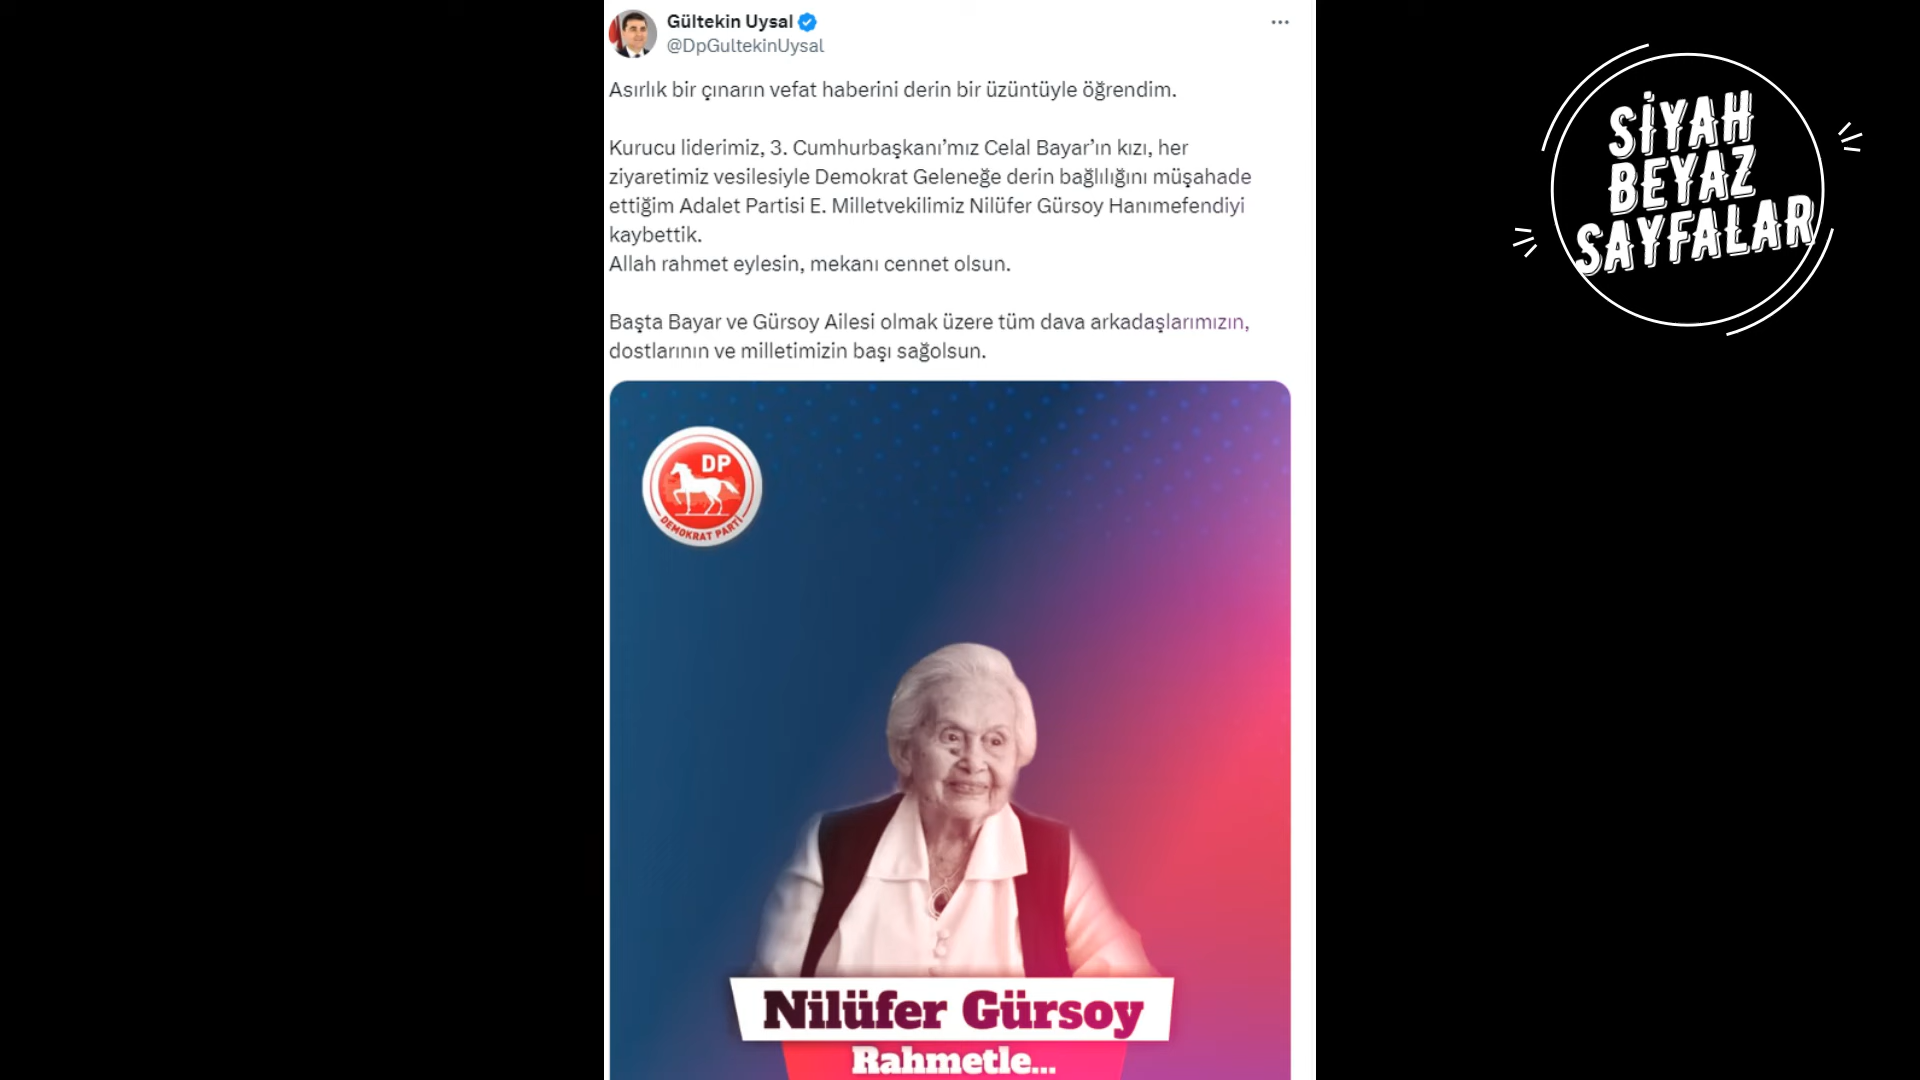 Gültekin Uysal
@DpGultekinUysal
Asırlık bir çınarın vefat haberini derin bir üzüntüyle öğrendim.
Kurucu liderimiz, 3. Cumhurbaşkanı’mız Celal Bayar’ın kızı, her
ziyaretimiz vesilesiyle Demokrat Geleneğe derin bağlılığını müşahade
ettiğim Adalet Partisi E. Milletvekilimiz Nilüfer Gürsoy Hanımefendiyi
kaybettik.
Allah rahmet eylesin, mekanı cennet olsun.
Başta Bayar ve Gürsoy Ailesi olmak üzere tüm dava arkadaşlarımızın,
dostlarının ve milletimizin başı sağolsun.
DP
DEMOKRAT PARTİ
Nilüfer Gürsoy
Rahmetle...
SİYAH
BEYAZ
SAYFALAR